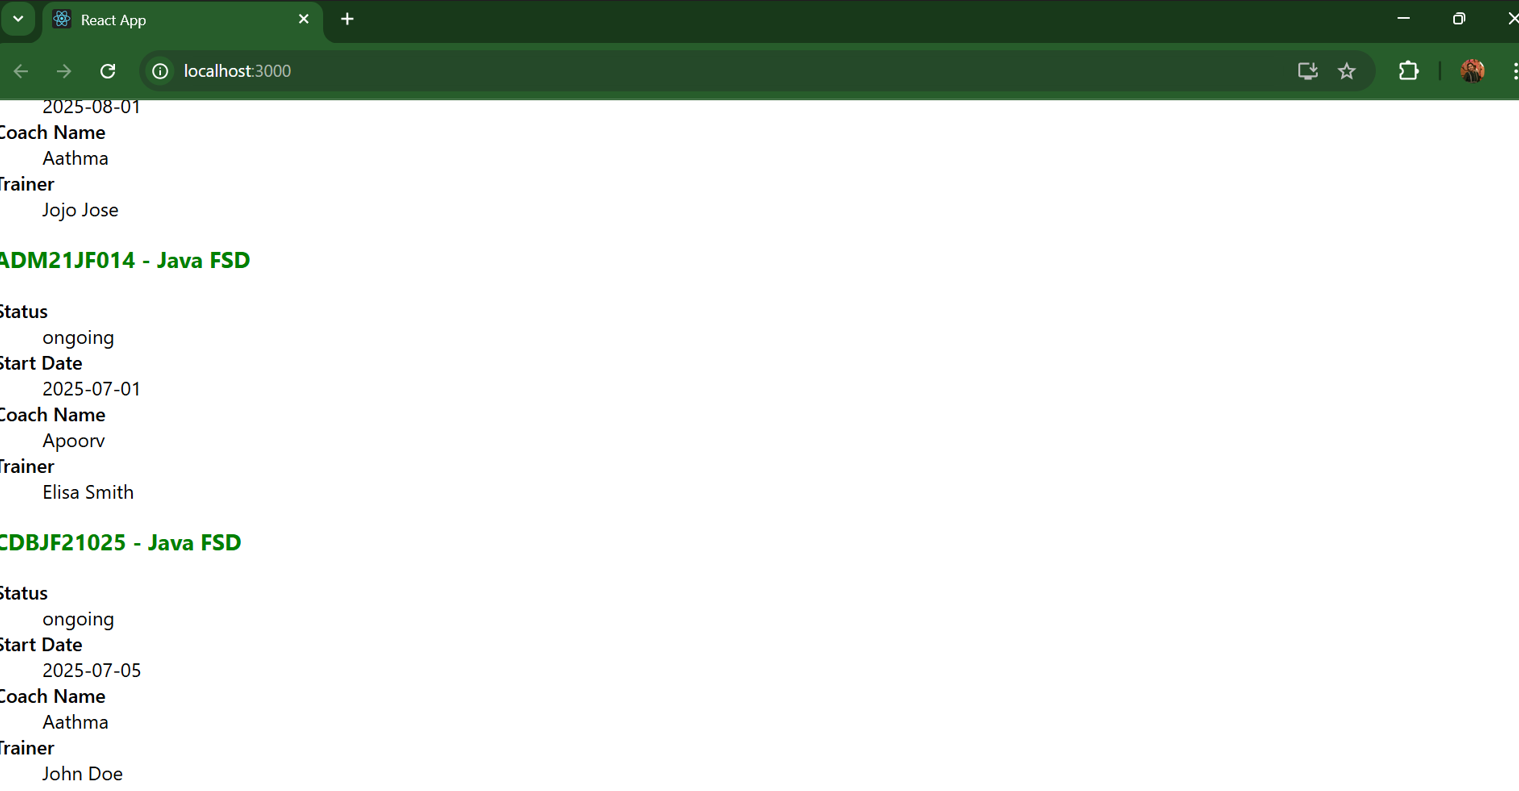 React App
localhost:3000
2025-08-01
Coach Name
Aathma
Trainer
Jojo Jose
ADM21JF014 - Java FSD
Status
ongoing
Start Date
2025-07-01
Coach Name
Apoorv
Trainer
Elisa Smith
CDBJF21025 - Java FSD
Status
ongoing
Start Date
2025-07-05
Coach Name
Aathma
Trainer
John Doe